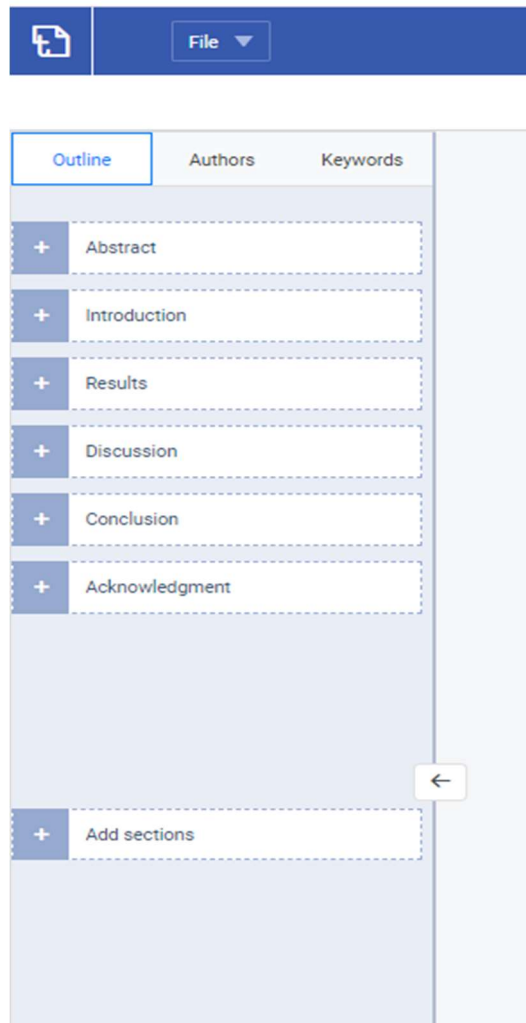 File
Outline Authors Keywords
+ Abstract
+ Introduction
+ Results
+ Discussion
+ Conclusion
+ Acknowledgment
+ Add sections